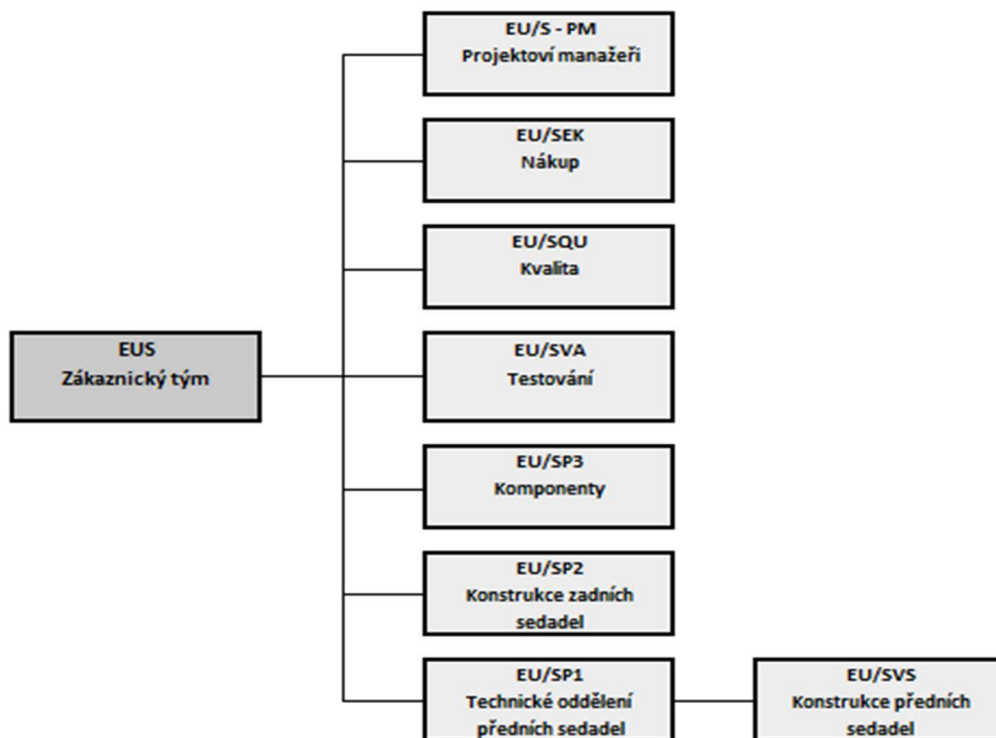 EU/S - PM
Projektoví manažeři
EU/SEK
Nákup
EU/SQU
Kvalita
EUS
Zákaznický tým
EU/SVA
Testování
EU/SP3
Komponenty
EU/SP2
Konstrukce zadních
sedadel
EU/SP1
Technické oddělení
předních sedadel
EU/SVS
Konstrukce předních
sedadel